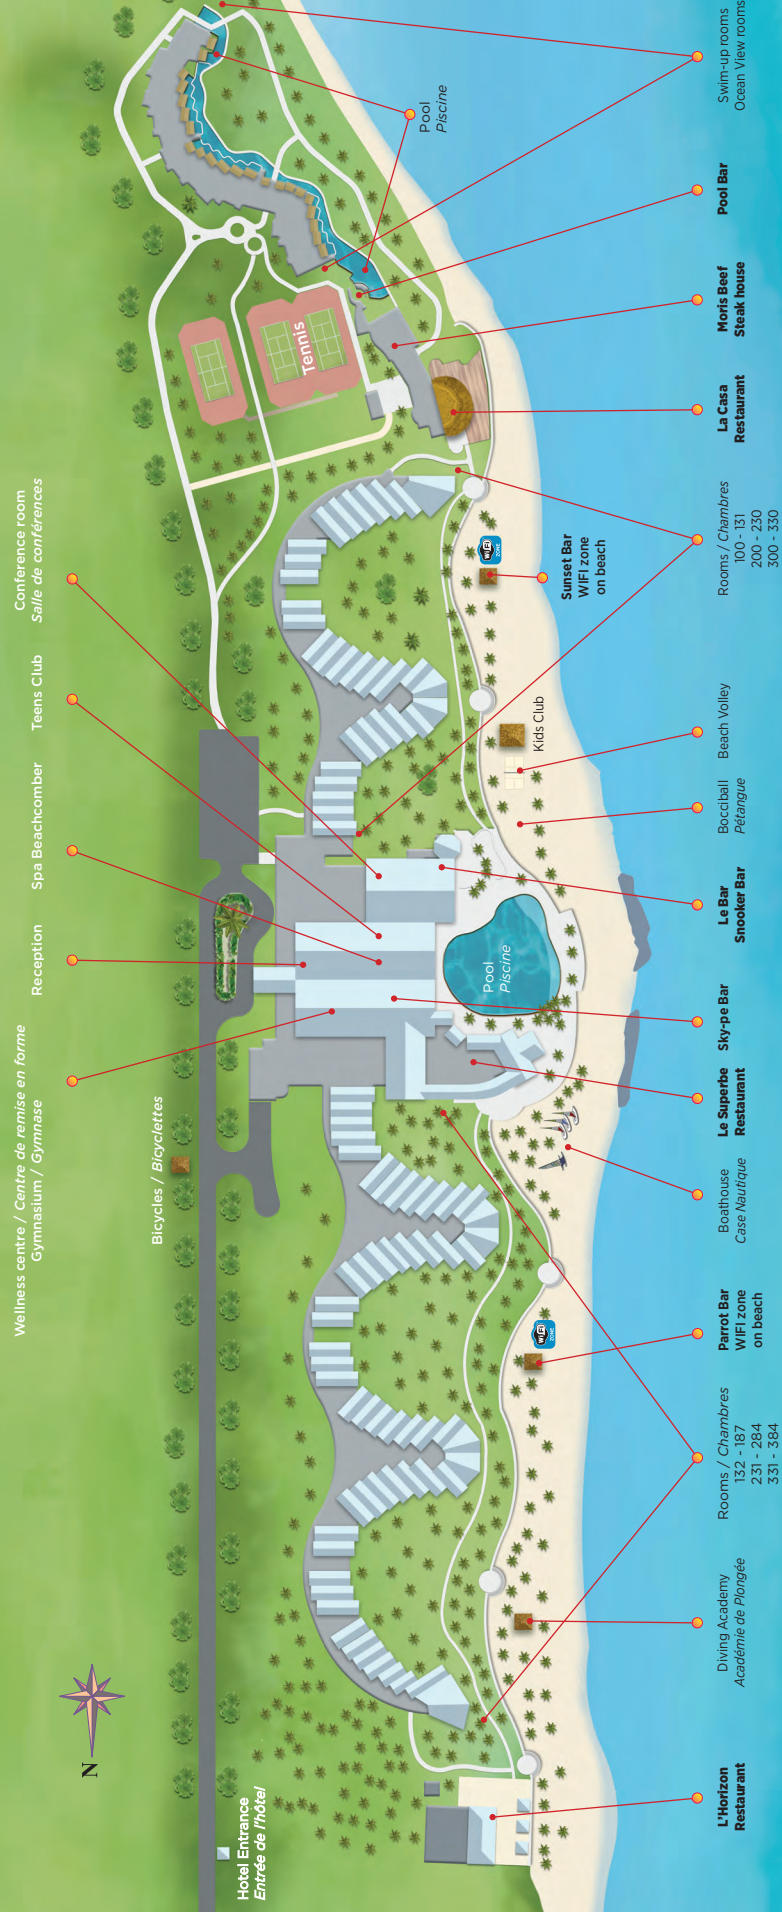 Wellness centre / Centre de remise en forme
Gymnasium / Gymnase
Reception
Spa Beachcomber
Teens Club
Conference room
Salle de conférences
N
Hotel Entrance
Entrée de l'hôtel
Bicycles / Bicyclettes
Tennis
Pool
Piscine
Pool
Piscine
Kids Club
WIFI
ZONE
WIFI
ZONE
Sunset Bar
WIFI zone
on beach
L'Horizon
Restaurant
Diving Academy
Académie de Plongée
Rooms / Chambres
132 - 187
231 - 284
331 - 384
Parrot Bar
WIFI zone
on beach
Boathouse
Case Nautique
Le Superbe
Restaurant
Sky-pe Bar
Le Bar
Snooker Bar
Bocciball
Pétangue
Beach Volley
Rooms / Chambres
100 - 131
200 - 230
300 - 330
La Casa
Restaurant
Moris Beef
Steak house
Pool Bar
Swim-up rooms
Ocean View rooms